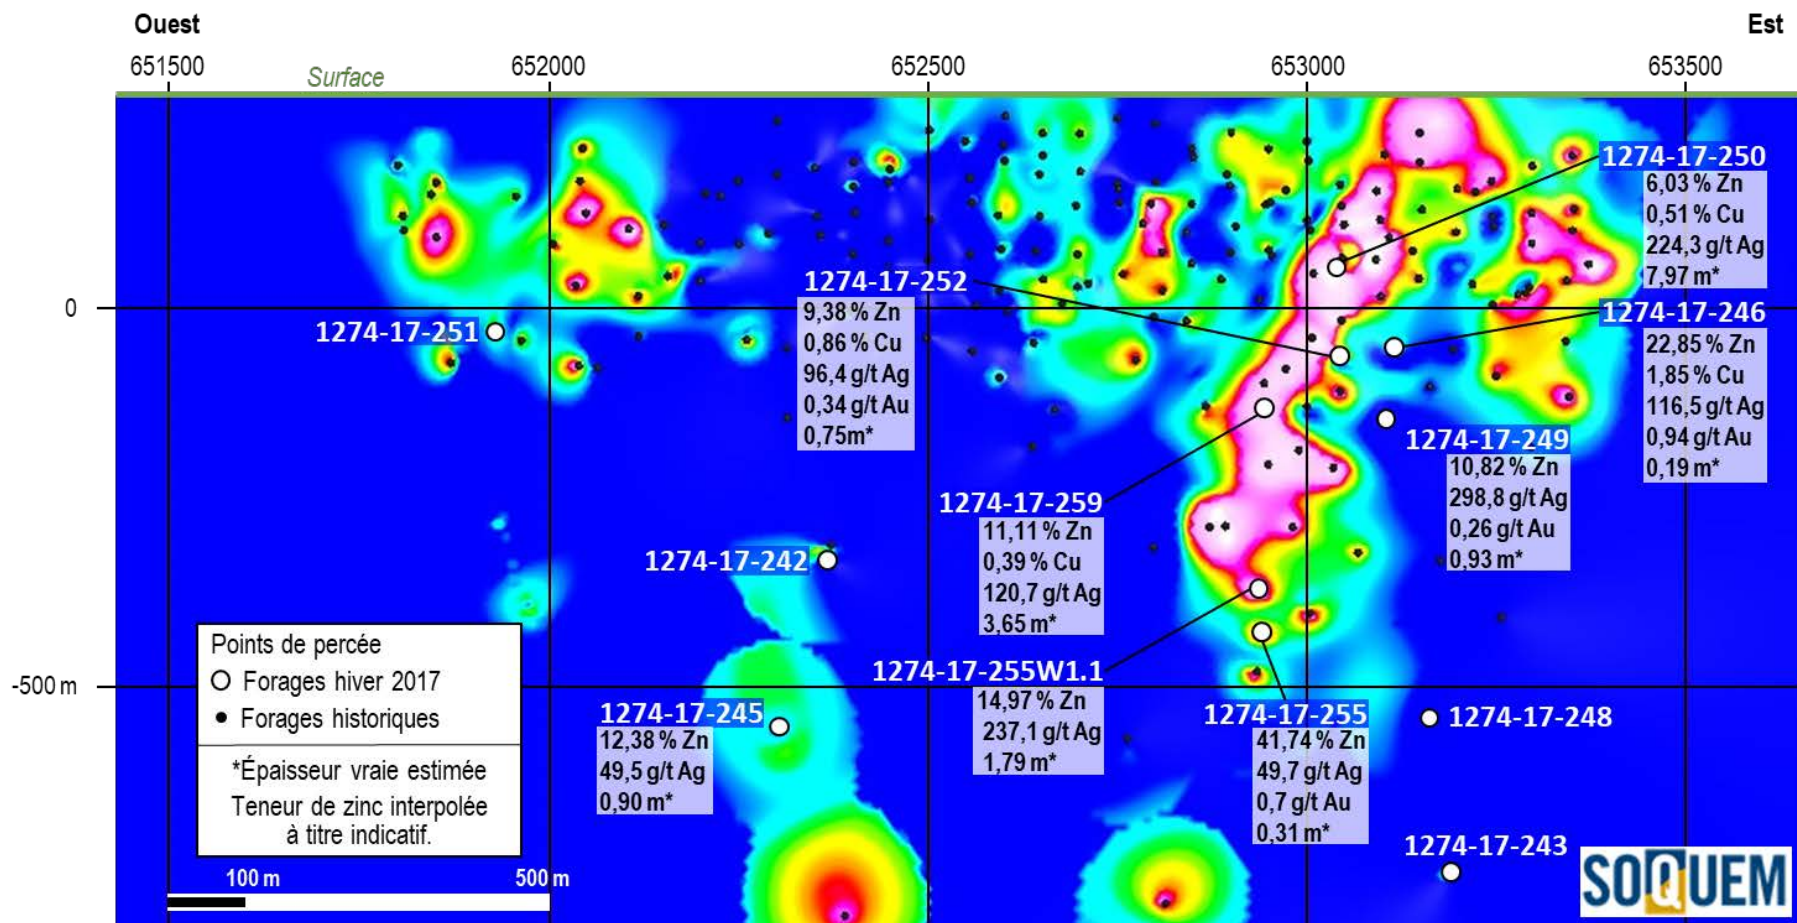 Ouest
Est
651500
652000
652500
653000
653500
Surface
0
-500 m
1274-17-250
6,03 % Zn
0,51 % Cu
224,3 g/t Ag
7,97 m*
1274-17-252
9,38 % Zn
0,86 % Cu
96,4 g/t Ag
0,34 g/t Au
0,75m*
1274-17-246
22,85 % Zn
1,85 % Cu
116,5 g/t Ag
0,94 g/t Au
0,19 m*
1274-17-251
1274-17-249
10,82 % Zn
298,8 g/t Ag
0,26 g/t Au
0,93 m*
1274-17-259
11,11 % Zn
0,39 % Cu
120,7 g/t Ag
3,65 m*
1274-17-242
1274-17-255W1.1
14,97 % Zn
237,1 g/t Ag
1,79 m*
1274-17-245
12,38 % Zn
49,5 g/t Ag
0,90 m*
1274-17-255
41,74 % Zn
49,7 g/t Ag
0,7 g/t Au
0,31 m*
1274-17-248
1274-17-243
Points de percée
Forages hiver 2017
Forages historiques
*Épaisseur vraie estimée
Teneur de zinc interpolée
à titre indicatif.
100 m
500 m
SOQUEM